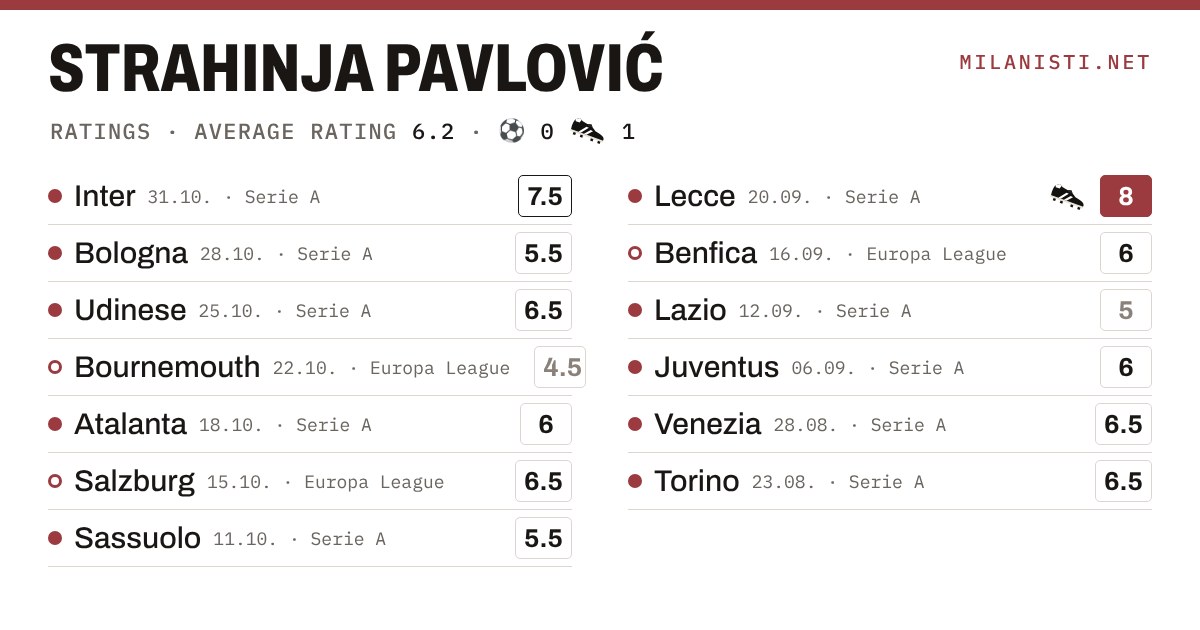 STRAHINJA PAVLOVIĆ
MILANISTI.NET
RATINGS · AVERAGE RATING 6.2 · ⚽ 0 1
Inter 31.10. · Serie A 7.5
Bologna 28.10. · Serie A 5.5
Udinese 25.10. · Serie A 6.5
Bournemouth 22.10. · Europa League 4.5
Atalanta 18.10. · Serie A 6
Salzburg 15.10. · Europa League 6.5
Sassuolo 11.10. · Serie A 5.5
Lecce 20.09. · Serie A 8
Benfica 16.09. · Europa League 6
Lazio 12.09. · Serie A 5
Juventus 06.09. · Serie A 6
Venezia 28.08. · Serie A 6.5
Torino 23.08. · Serie A 6.5